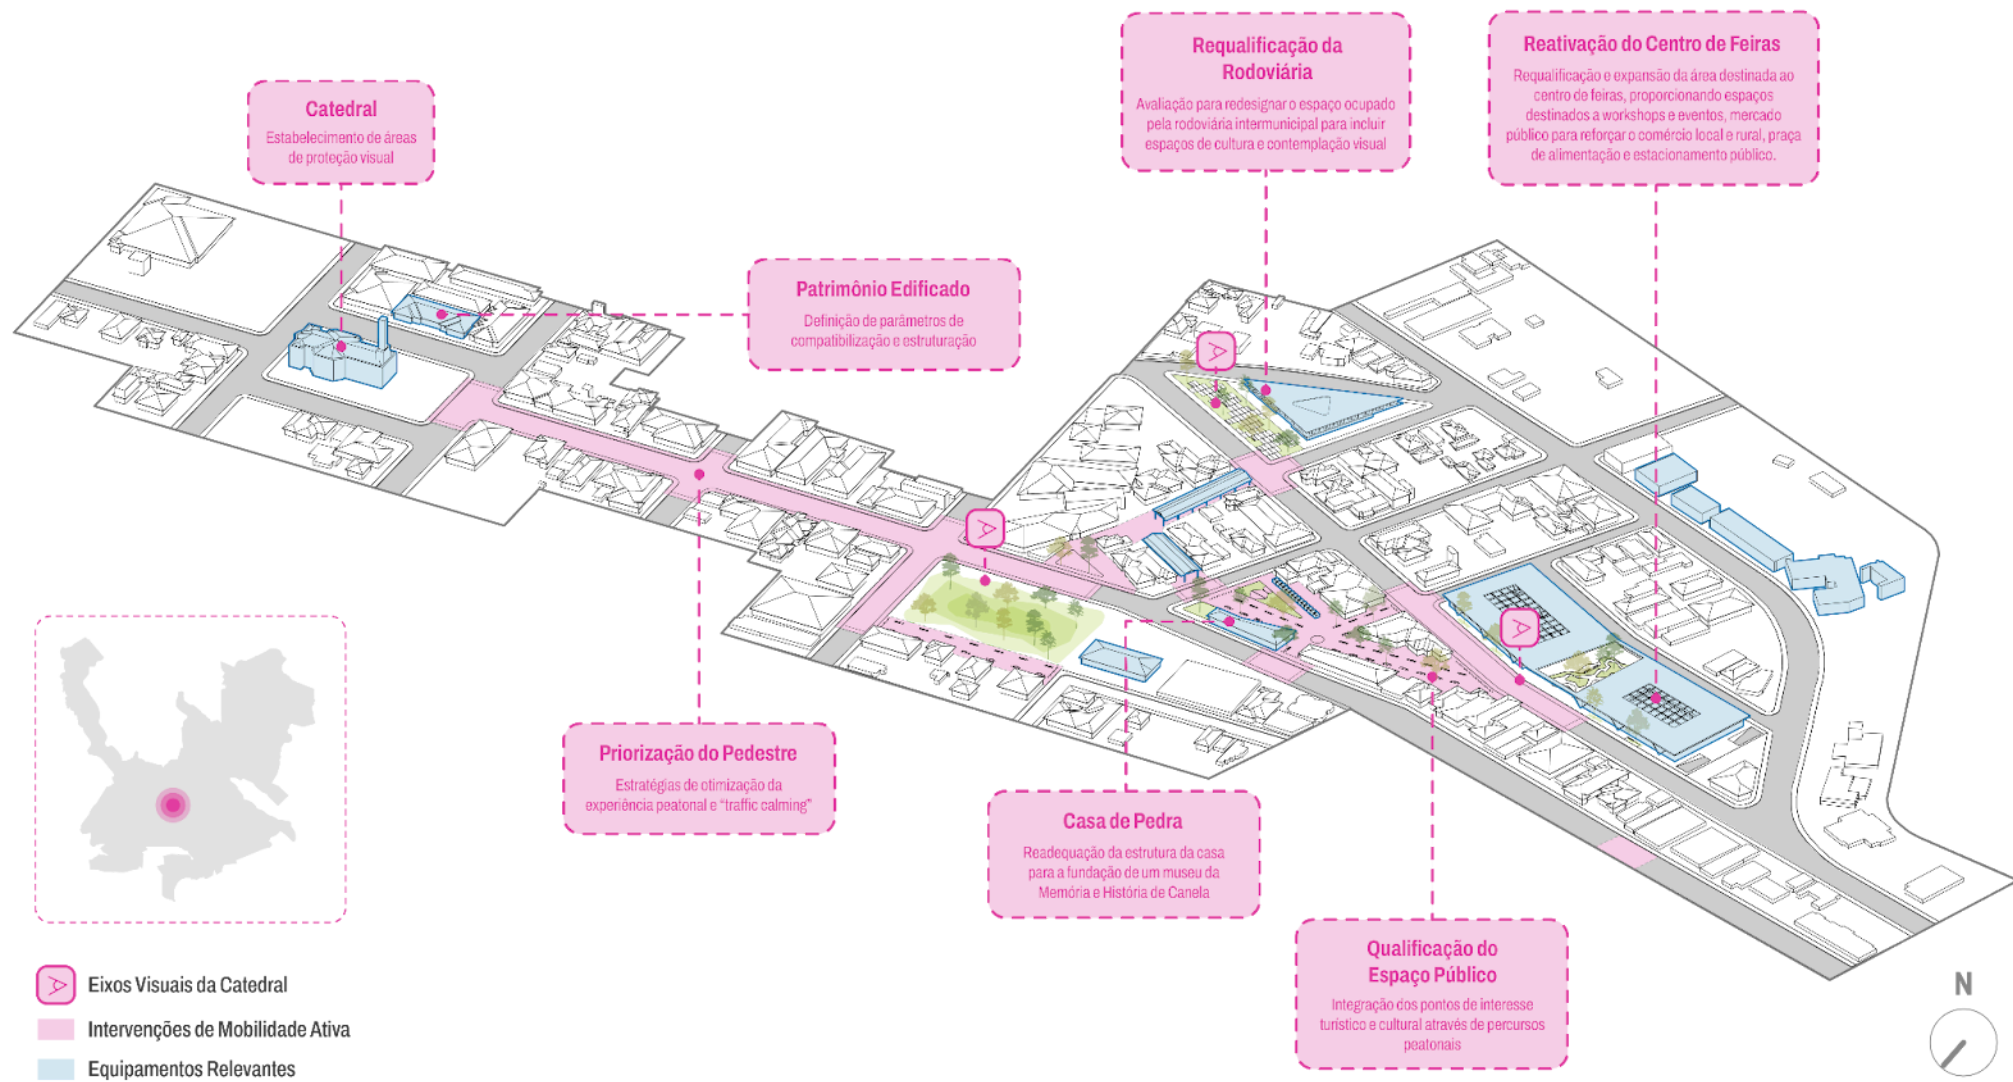 Catedral
Estabelecimento de áreas
de proteção visual
Patrimônio Edificado
Definição de parâmetros de
compatibilização e estruturação
Requalificação da
Rodoviária
Avaliação para redesignar o espaço ocupado
pela rodoviária intermunicipal para incluir
espaços de cultura e contemplação visual
Reativação do Centro de Feiras
Requalificação e expansão da área destinada ao
centro de feiras, proporcionando espaços
destinados a workshops e eventos, mercado
público para reforçar o comércio local e rural, praça
de alimentação e estacionamento público.
Priorização do Pedestre
Estratégias de otimização da
experiência peatonal e “traffic calming”
Casa de Pedra
Readequação da estrutura da casa
para a fundação de um museu da
Memória e História de Canela
Qualificação do
Espaço Público
Integração dos pontos de interesse
turístico e cultural através de percursos
peatonais
Eixos Visuais da Catedral
Intervenções de Mobilidade Ativa
Equipamentos Relevantes
N